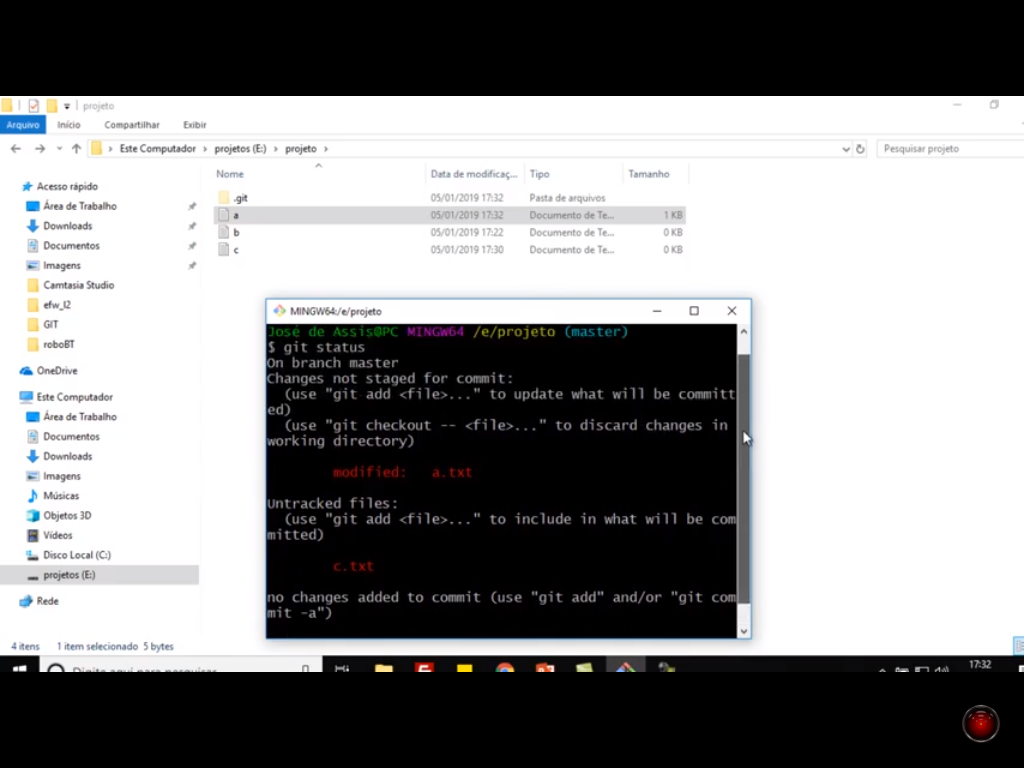 projeto
Arquivo Início Compartilhar Exibir
Este Computador > projetos (E:) > projeto >
Pesquisar projeto
Nome Data de modificaç... Tipo Tamanho
.git 05/01/2019 17:32 Pasta de arquivos
a 05/01/2019 17:32 Documento de Te... 1 KB
b 05/01/2019 17:22 Documento de Te... 0 KB
c 05/01/2019 17:30 Documento de Te... 0 KB
Acesso rápido
Área de Trabalho
Downloads
Documentos
Imagens
Camtasia Studio
efw_l2
GIT
roboBT
OneDrive
Este Computador
Área de Trabalho
Documentos
Downloads
Imagens
Músicas
Objetos 3D
Vídeos
Disco Local (C:)
projetos (E:)
Rede
4 itens 1 item selecionado 5 bytes
MINGW64:/e/projeto
José de Assis@PC MINGW64 /e/projeto (master)
$ git status
On branch master
Changes not staged for commit:
(use "git add <file>..." to update what will be committ
ed)
(use "git checkout -- <file>..." to discard changes in
working directory)
modified: a.txt
Untracked files:
(use "git add <file>..." to include in what will be com
mitted)
c.txt
no changes added to commit (use "git add" and/or "git com
mit -a")
Digite aqui para pesquisar
17:32